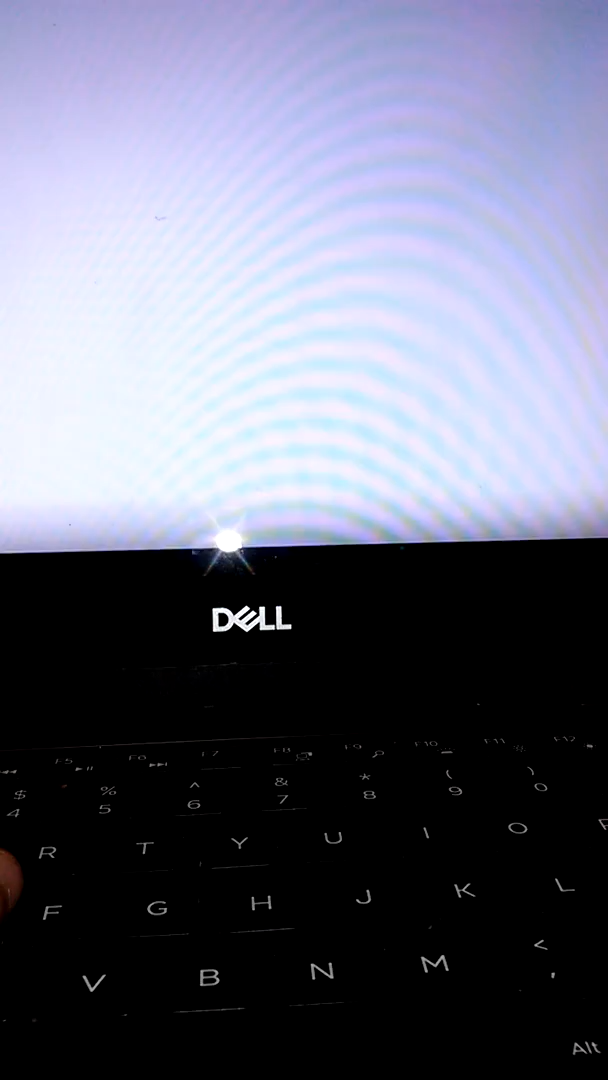 DELL
F5 F6 F7 F8 F9 F10 F11 F12
$ % ^ & * ( )
4 5 6 7 8 9 0
R T Y U I O
F G H J K L
<
V B N M ,
Alt